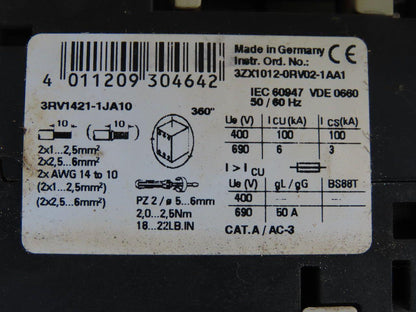 Made in Germany
Instr. Ord. No.:
3ZX1012-0RV02-1AA1
CE
4 011209 304642
IEC 60947 VDE 0660
50 / 60 Hz
3RV1421-1JA10
360°
10 10
2x1...2,5mm²
2x2,5...6mm²
2x AWG 14 to 10
(2x1...2,5mm²)
(2x2,5...6mm²)
PZ 2 / ø 5...6mm
2,0...2,5Nm
18...22LB.IN
Ue (V) I CU(kA) I CS(kA)
400 100 100
690 6 3
I > I CU
Ue (V) gL / gG BS88T
400 –
690 50 A
CAT.A / AC-3